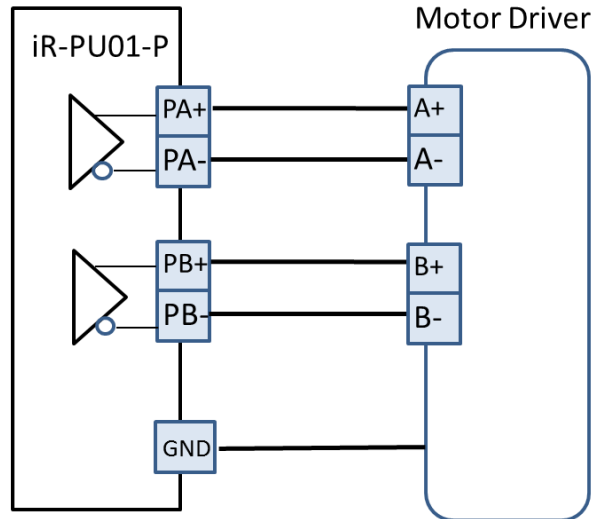 Motor Driver
iR-PU01-P
PA+
A+
PA-
A-
PB+
B+
PB-
B-
GND